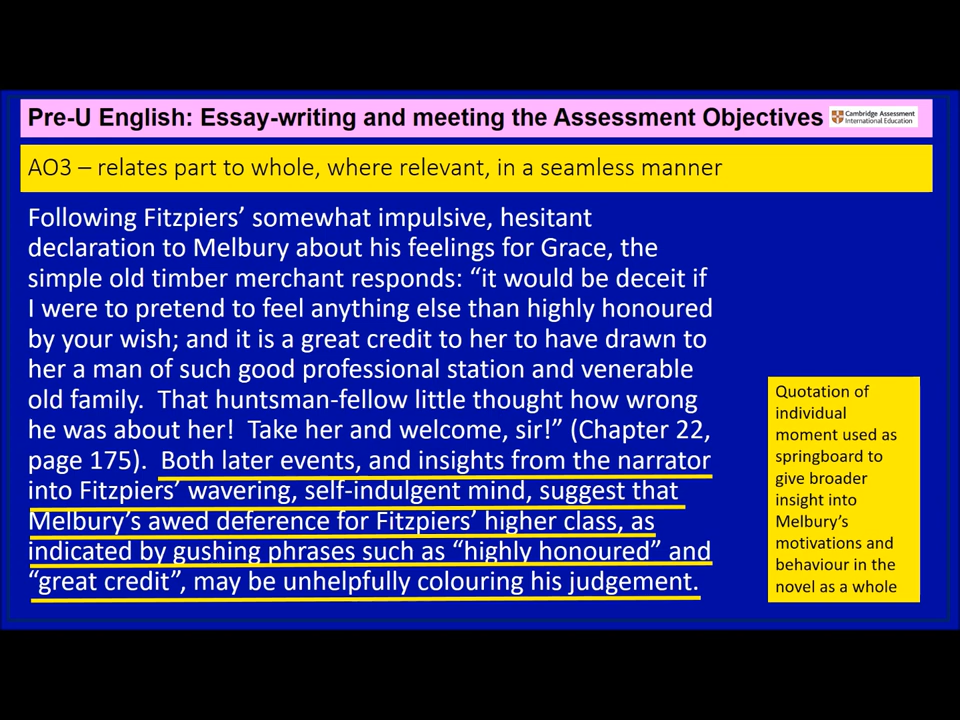 Pre-U English: Essay-writing and meeting the Assessment Objectives
Cambridge Assessment
International Education
AO3 – relates part to whole, where relevant, in a seamless manner
Following Fitzpiers’ somewhat impulsive, hesitant
declaration to Melbury about his feelings for Grace, the
simple old timber merchant responds: “it would be deceit if
I were to pretend to feel anything else than highly honoured
by your wish; and it is a great credit to her to have drawn to
her a man of such good professional station and venerable
old family.  That huntsman-fellow little thought how wrong
he was about her!  Take her and welcome, sir!” (Chapter 22,
page 175).  Both later events, and insights from the narrator
into Fitzpiers’ wavering, self-indulgent mind, suggest that
Melbury’s awed deference for Fitzpiers’ higher class, as
indicated by gushing phrases such as “highly honoured” and
“great credit”, may be unhelpfully colouring his judgement.
Quotation of
individual
moment used as
springboard to
give broader
insight into
Melbury’s
motivations and
behaviour in the
novel as a whole